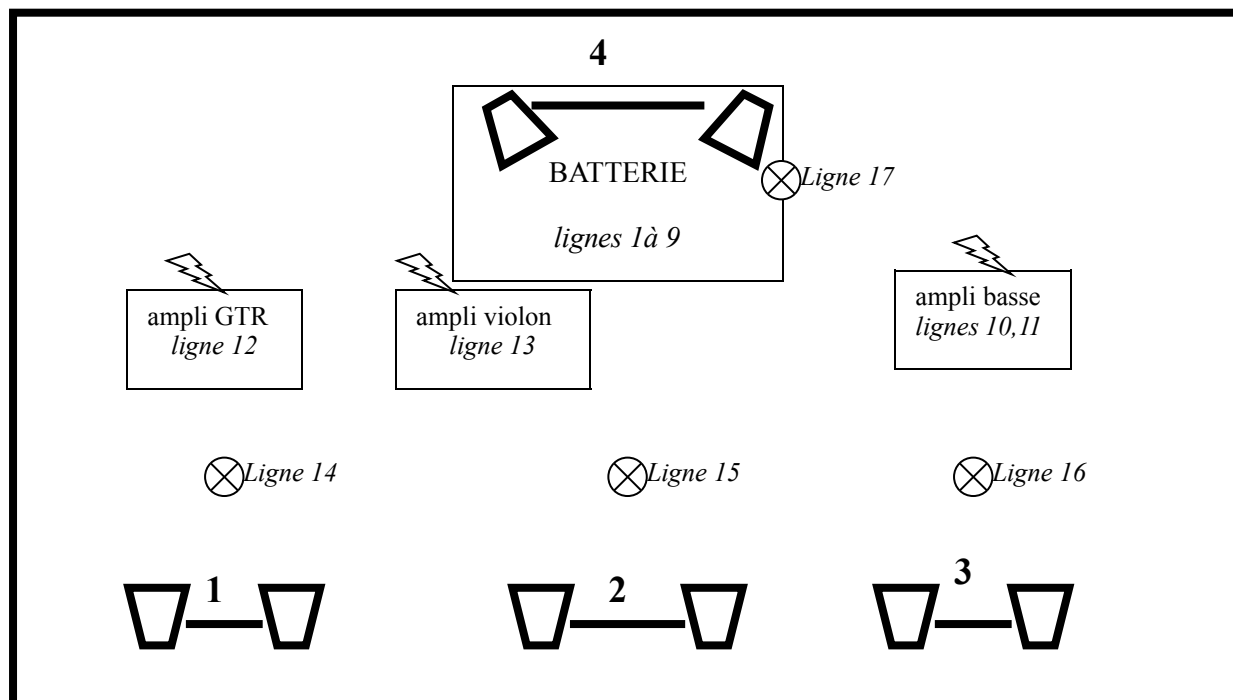 4
BATTERIE
Ligne 17
lignes 1à 9
ampli GTR
ligne 12
ampli violon
ligne 13
ampli basse
lignes 10,11
Ligne 14
Ligne 15
Ligne 16
1
2
3